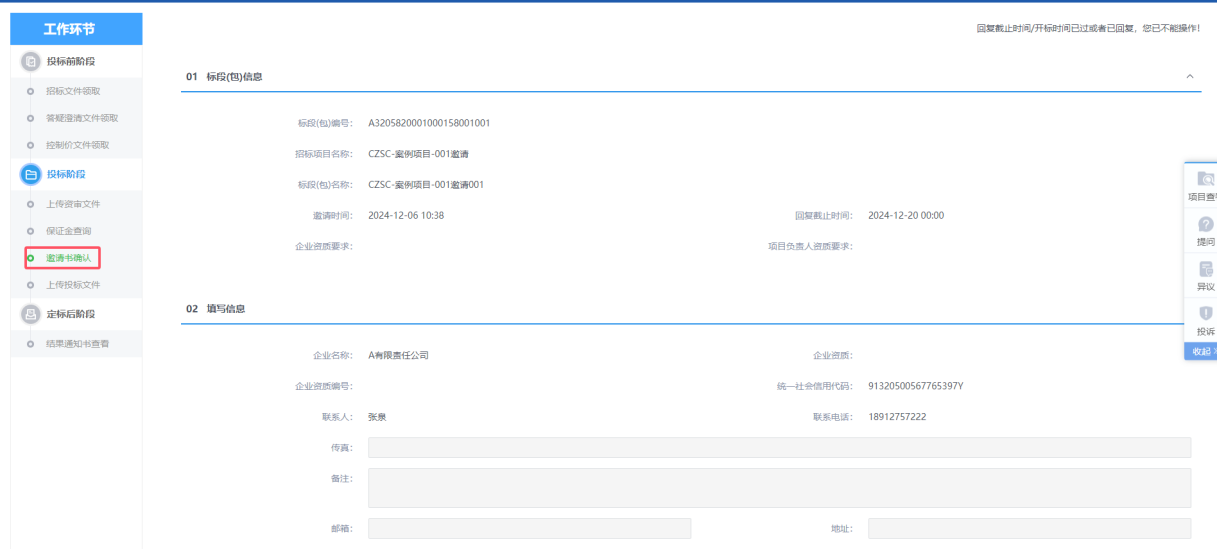 工作环节
回复截止时间/开标时间已过或者已回复，您已不能操作!
投标前阶段
招标文件领取
答疑澄清文件领取
控制价文件领取
投标阶段
上传资审文件
保证金查询
邀请书确认
上传投标文件
定标后阶段
结果通知书查看
01 标段(包)信息
标段(包)编号: A3205820001000158001001
招标项目名称: CZSC-案例项目-001邀请
标段(包)名称: CZSC-案例项目-001邀请001
邀请时间: 2024-12-06 10:38 回复截止时间: 2024-12-20 00:00
企业资质要求: 项目负责人资质要求:
02 填写信息
企业名称: A有限责任公司 企业资质:
企业资质编号: 统一社会信用代码: 91320500567765397Y
联系人: 张泉 联系电话: 18912757222
传真:
备注:
邮箱: 地址:
项目查
提问
异议
投诉
收起